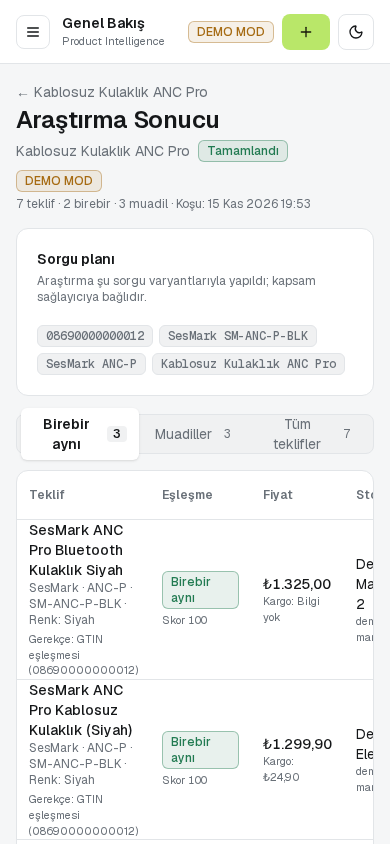 Genel Bakış
Product Intelligence
DEMO MOD
← Kablosuz Kulaklık ANC Pro
Araştırma Sonucu
Kablosuz Kulaklık ANC Pro Tamamlandı
DEMO MOD
7 teklif · 2 birebir · 3 muadil · Koşu: 15 Kas 2026 19:53
Sorgu planı
Araştırma şu sorgu varyantlarıyla yapıldı; kapsam
sağlayıcıya bağlıdır.
08690000000012 SesMark SM-ANC-P-BLK
SesMark ANC-P Kablosuz Kulaklık ANC Pro
Birebir
aynı 3
Muadiller 3
Tüm
teklifler 7
Teklif Eşleşme Fiyat
SesMark ANC
Pro Bluetooth
Kulaklık Siyah
SesMark · ANC-P ·
SM-ANC-P-BLK ·
Renk: Siyah
Gerekçe: GTIN
eşleşmesi
(08690000000012)
Birebir
aynı
Skor 100
₺1.325,00
Kargo: Bilgi
yok
2
SesMark ANC
Pro Kablosuz
Kulaklık (Siyah)
SesMark · ANC-P ·
SM-ANC-P-BLK ·
Renk: Siyah
Gerekçe: GTIN
eşleşmesi
(08690000000012)
Birebir
aynı
Skor 100
₺1.299,90
Kargo:
₺24,90